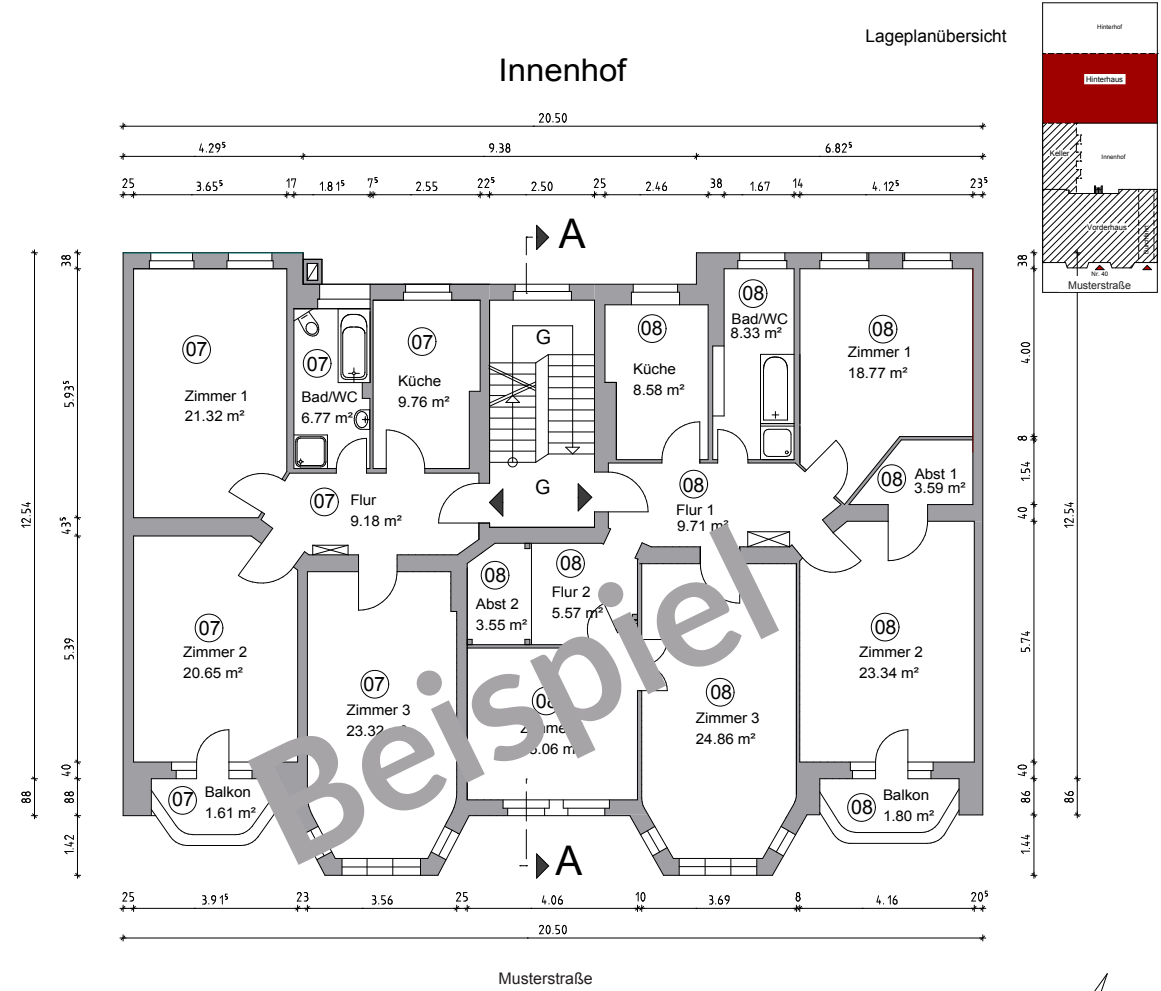 Lageplanübersicht
Innenhof
Hinterhof
Hinterhaus
Keller
Innenhof
Vorderhaus
Nr. 40
Musterstraße
20.50
4.29⁵ 9.38 6.82⁵
25 3.65⁵ 17 1.81⁵ 7⁵ 2.55 22⁵ 2.50 25 2.46 38 1.67 14 4.12⁵ 23⁵
A
38
5.93⁵
43⁵
5.39
40
88
1.42
12.54
88
38
4.00
8
1.54
40
5.74
40
86
1.44
12.54
86
07
Zimmer 1
21.32 m²
07
Bad/WC
6.77 m²
07
Küche
9.76 m²
G
08
Küche
8.58 m²
08
Bad/WC
8.33 m²
08
Zimmer 1
18.77 m²
08
Abst 1
3.59 m²
07
Flur
9.18 m²
G
08
Flur 1
9.71 m²
07
Zimmer 2
20.65 m²
07
Zimmer 3
08
Abst 2
3.55 m²
08
Flur 2
5.57 m²
08
Zimmer 3
24.86 m²
08
Zimmer 2
23.34 m²
07
Balkon
1.61 m²
08
Balkon
1.80 m²
Beispiel
A
25 3.91⁵ 23 3.56 25 4.06 10 3.69 8 4.16 20⁵
20.50
Musterstraße